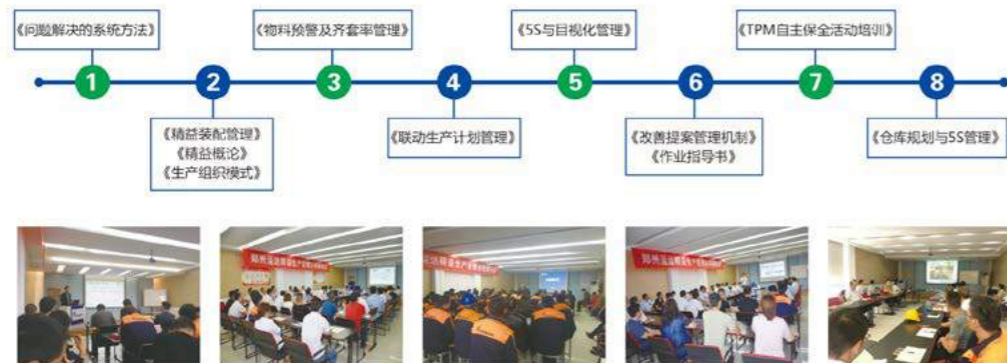 《问题解决的系统方法》
《物料预警及齐套率管理》
《5S与目视化管理》
《TPM自主保全活动培训》
1
2
3
4
5
6
7
8
《精益装配管理》
《精益概论》
《生产组织模式》
《联动生产计划管理》
《改善提案管理机制》
《作业指导书》
《仓库规划与5S管理》